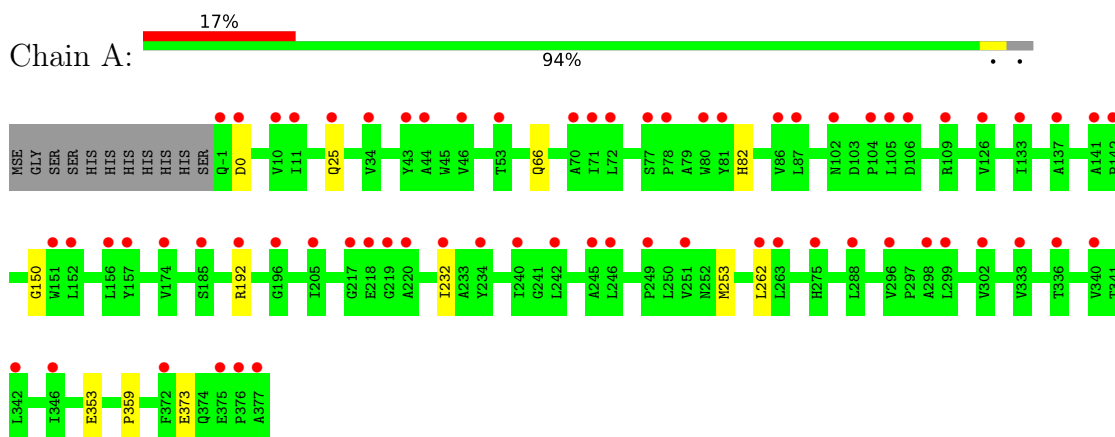 17%
Chain A:
94%
• •
MSE GLY SER SER HIS HIS HIS HIS HIS HIS SER Q-1 D0 V10 I11 Q25 V34 Y43 A44 W45 V46 T53 Q66 A70 I71 L72 S77 P78 A79 W80 Y81 H82 V86 L87 N102 D103 P104 L105 D106 R109 V126 I133 A137 A141 R142
G150 W151 L152 L156 Y157 V174 S185 R192 G196 I205 G217 E218 G219 A220 I232 A233 Y234 I240 G241 L242 A245 L246 P249 L250 V251 N252 M253 L262 L263 H275 L288 V296 P297 A298 L299 V302 V333 T336 V340 T341
L342 I346 E353 P359 F372 E373 Q374 E375 P376 A377